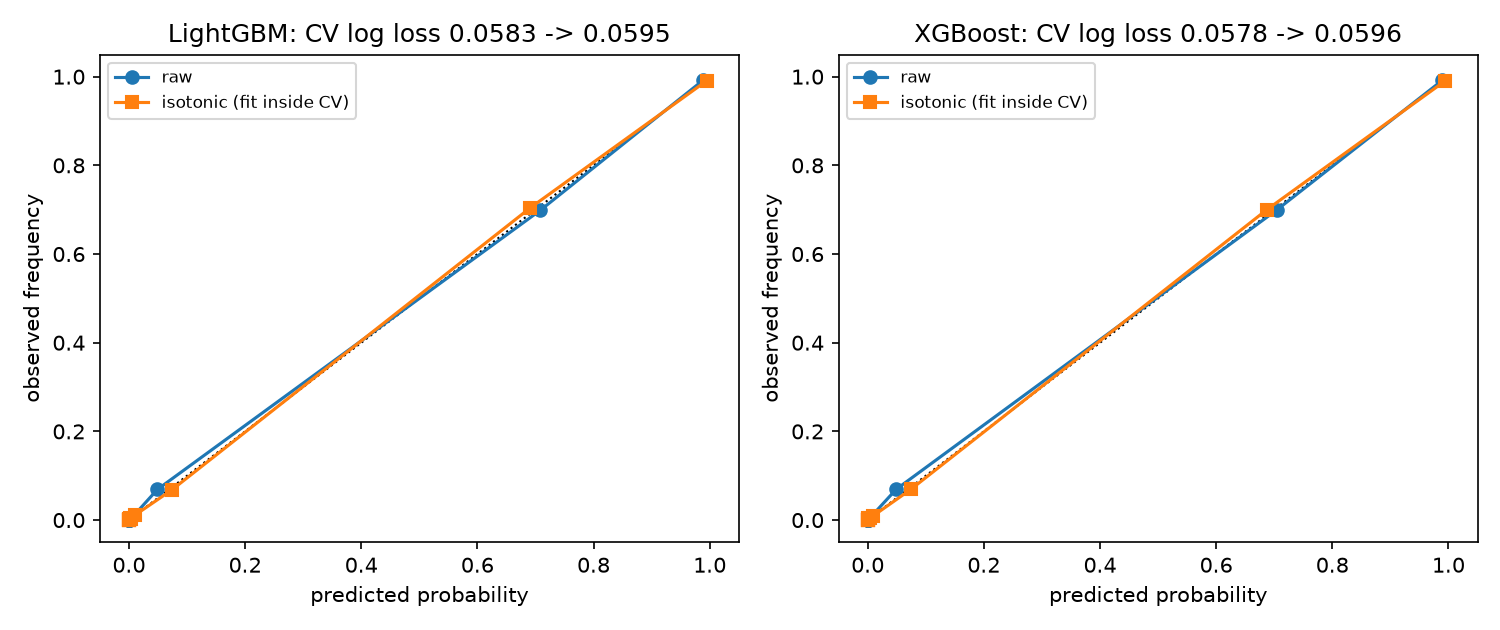 LightGBM: CV log loss 0.0583 -> 0.0595
raw
isotonic (fit inside CV)
1.0
0.8
0.6
0.4
0.2
0.0
observed frequency
0.0 0.2 0.4 0.6 0.8 1.0
predicted probability
XGBoost: CV log loss 0.0578 -> 0.0596
raw
isotonic (fit inside CV)
1.0
0.8
0.6
0.4
0.2
0.0
observed frequency
0.0 0.2 0.4 0.6 0.8 1.0
predicted probability